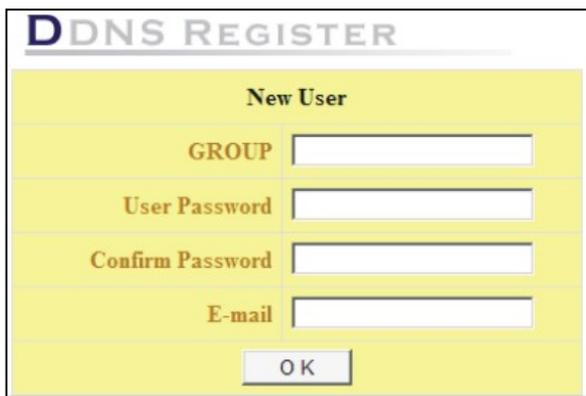 DDNS REGISTER
New User
GROUP
User Password
Confirm Password
E-mail
OK